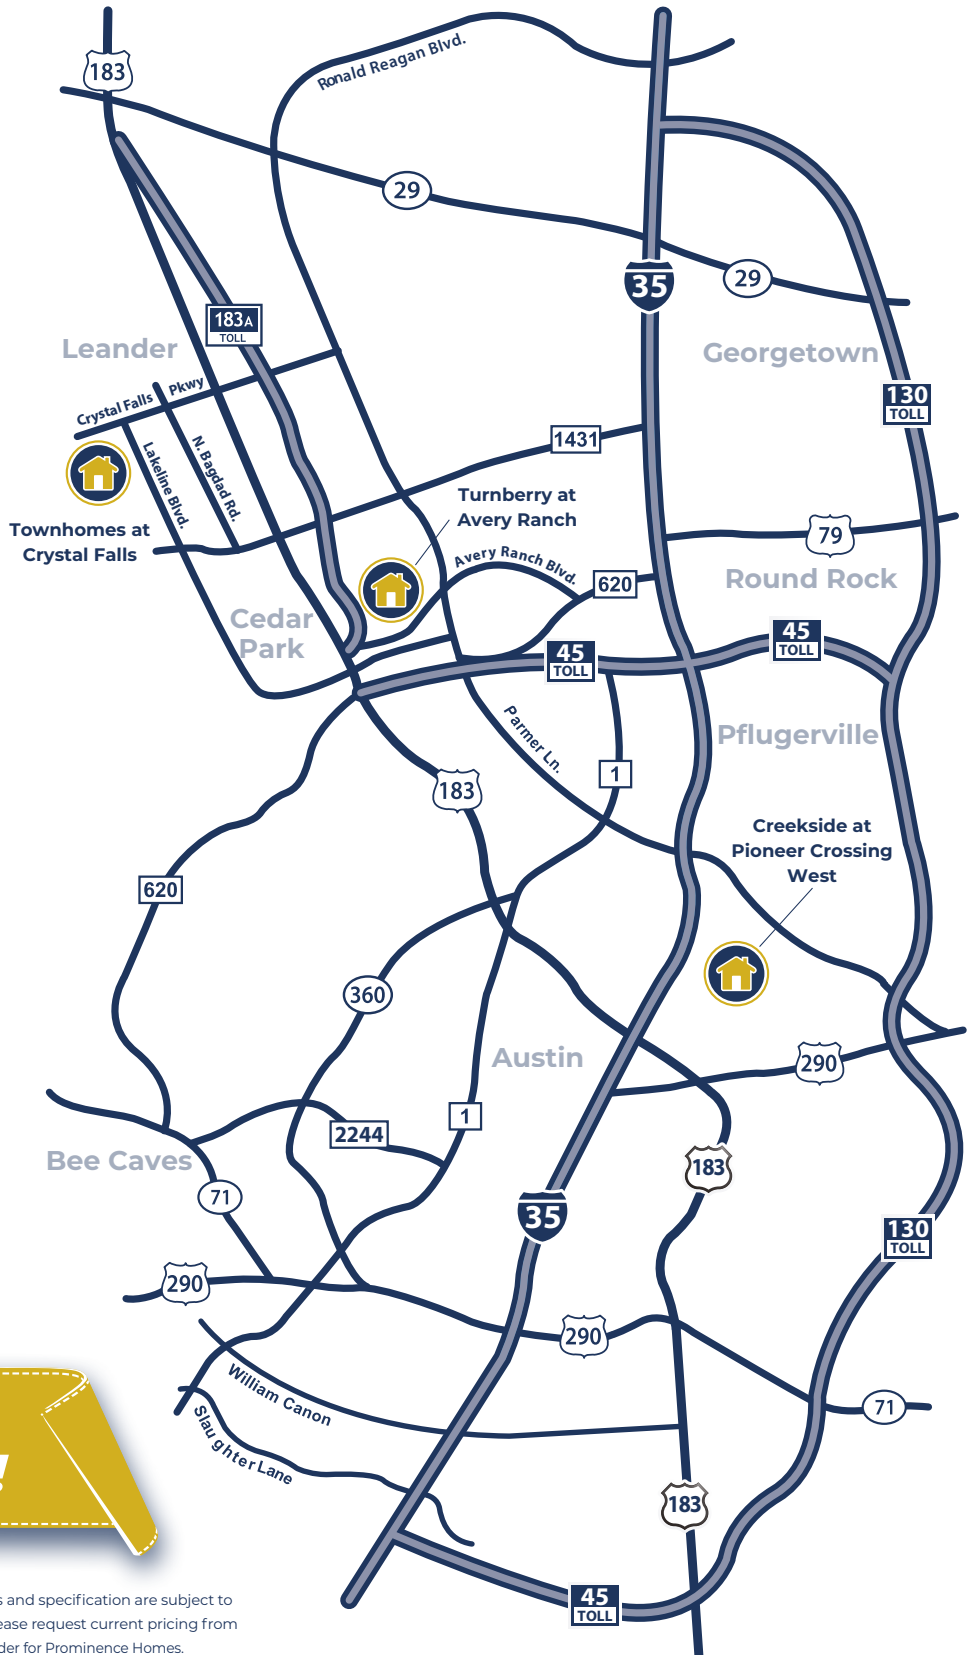 183
Ronald Reagan Blvd.
29
35
29
183A
TOLL
Leander
Georgetown
Crystal Falls Pkwy
130
TOLL
Lakeline Blvd.
N. Bagdad Rd.
1431
Turnberry at
Avery Ranch
Townhomes at
Crystal Falls
79
Avery Ranch Blvd.
620
Round Rock
Cedar
Park
45
TOLL
45
TOLL
Parmer Ln.
Pflugerville
183
1
Creekside at
Pioneer Crossing
West
620
360
Austin
290
1
2244
Bee Caves
183
71
35
130
TOLL
290
290
William Canon
71
Slaughter Lane
!
183
45
TOLL
s and specification are subject to
ease request current pricing from
der for Prominence Homes.